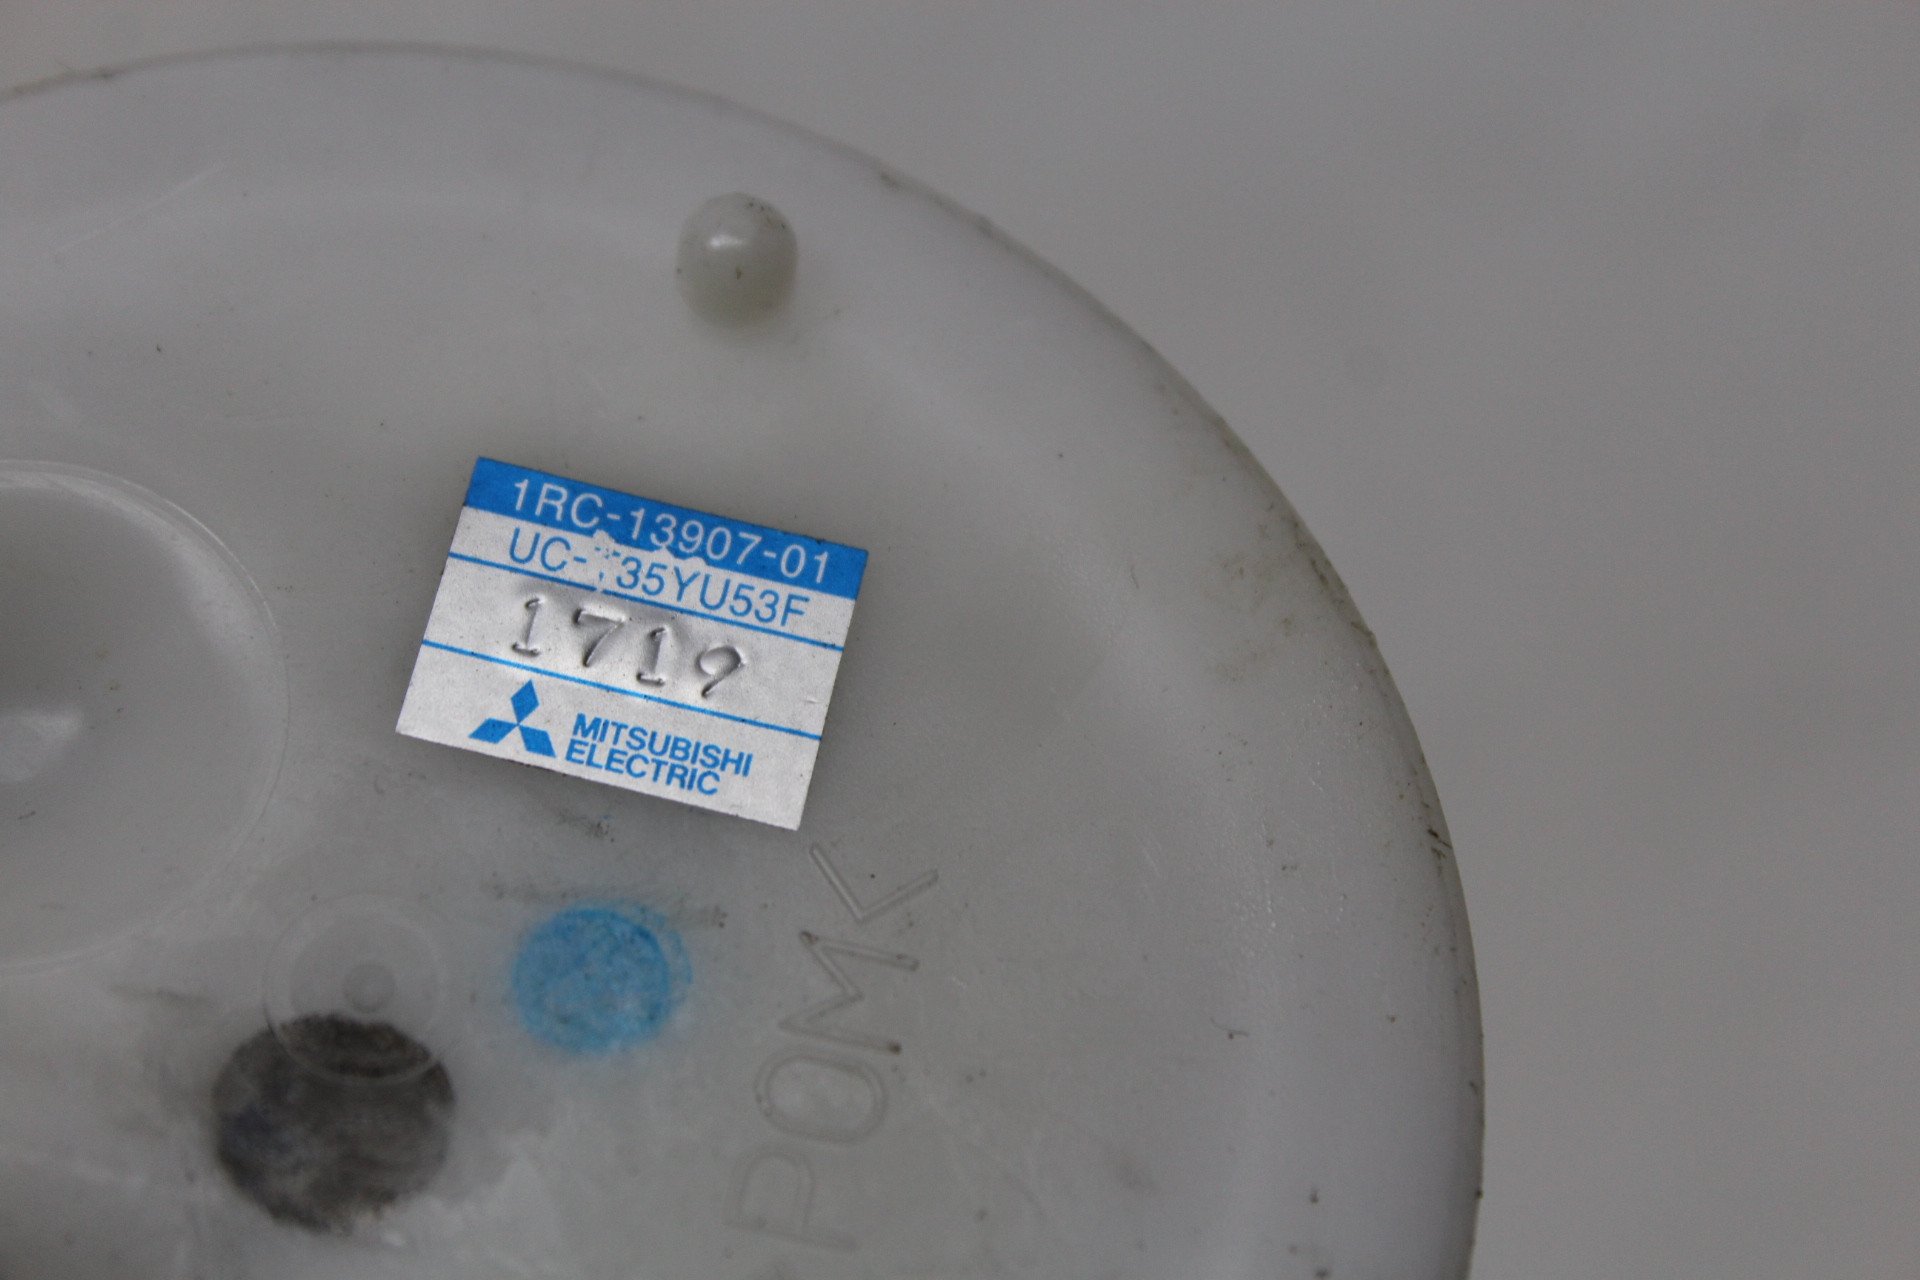 1RC-13907-01
1719
MITSUBISHI
ELECTRIC
POM